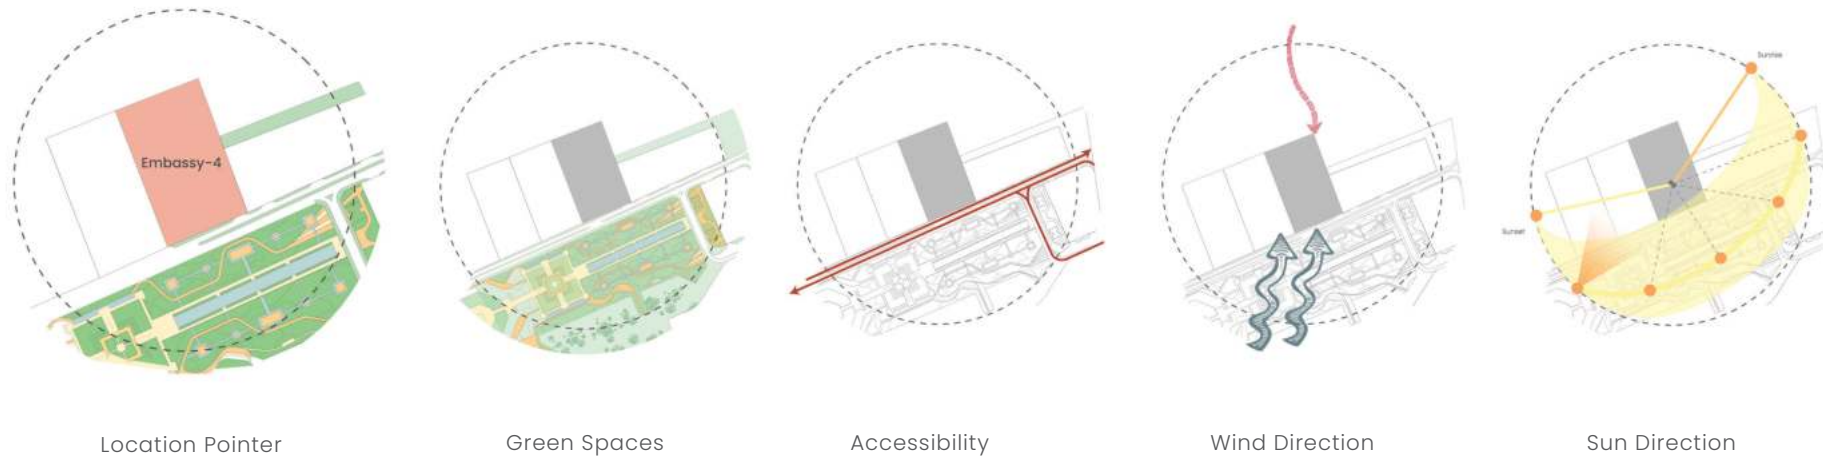 Sunrise
Embassy-4
Sunset
Location Pointer
Green Spaces
Accessibility
Wind Direction
Sun Direction